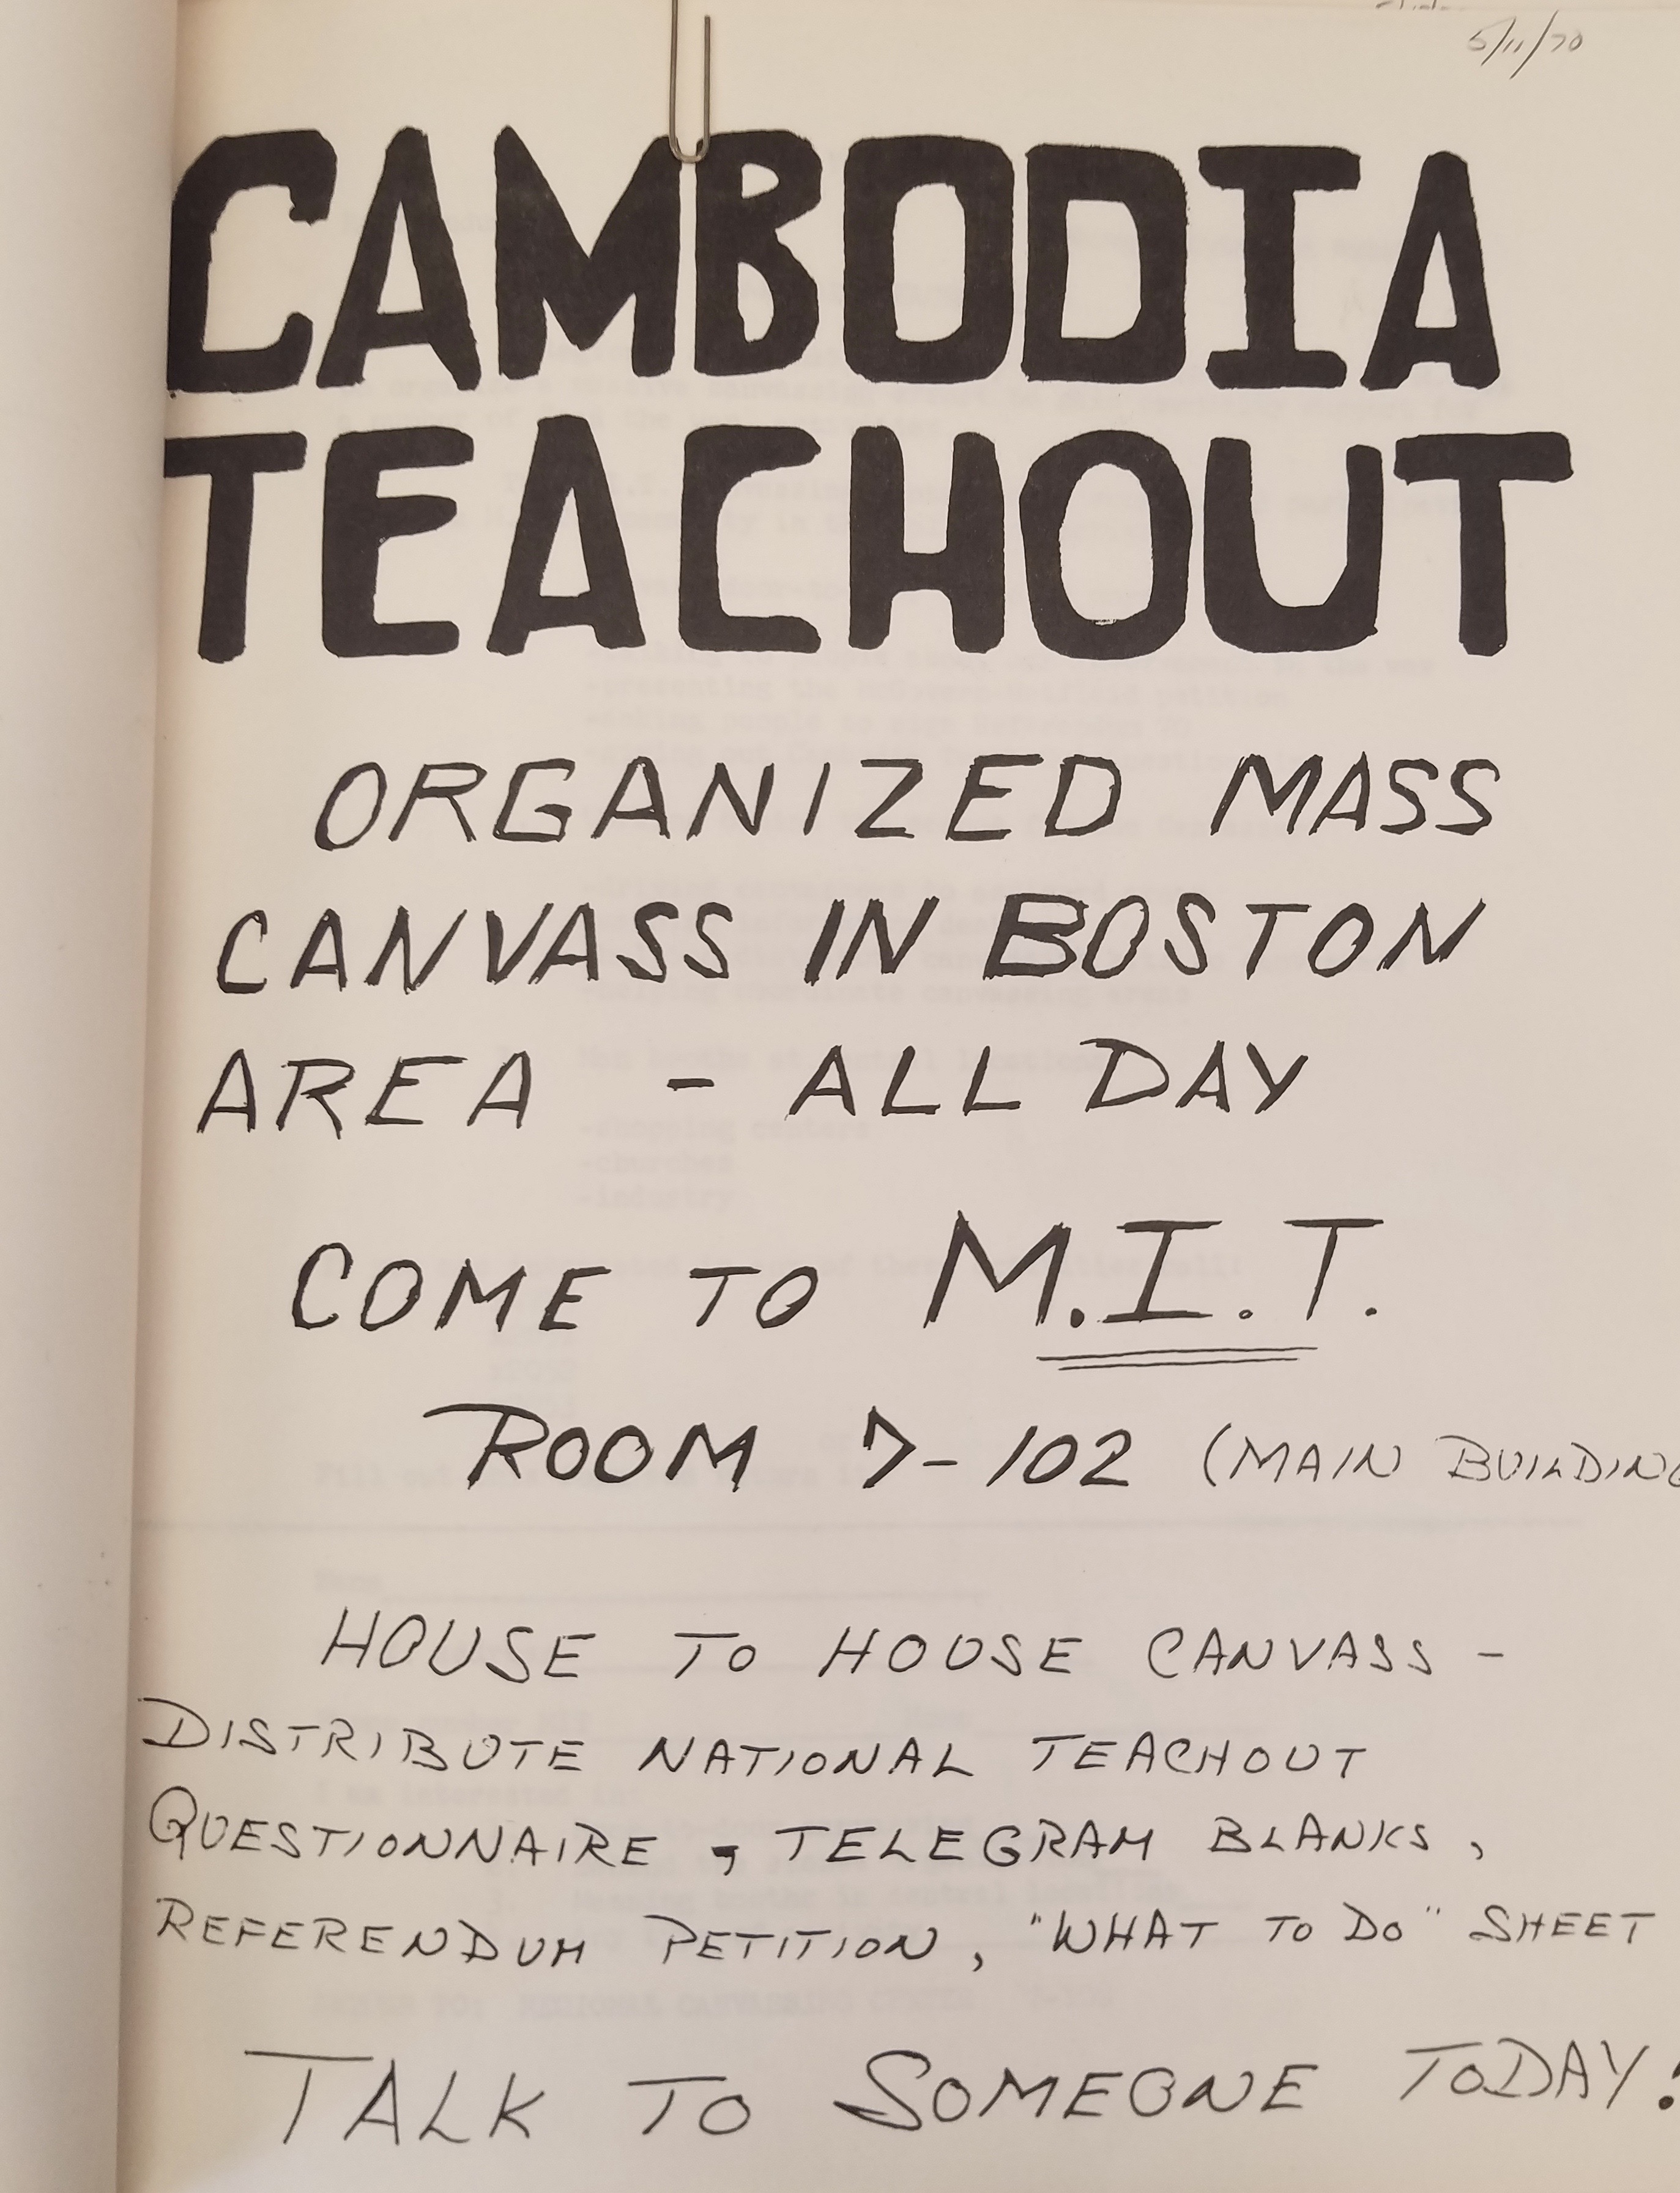 5/11/70
CAMBODIA
TEACHOUT
ORGANIZED MASS
CANVASS IN BOSTON
AREA - ALL DAY
COME TO M.I.T.
ROOM 7-102 (MAIN BUILDING
HOUSE TO HOUSE CANVASS -
DISTRIBUTE NATIONAL TEACHOUT
QUESTIONNAIRE, TELEGRAM BLANKS,
REFERENDUM PETITION, "WHAT TO DO" SHEET
TALK TO SOMEONE TODAY!